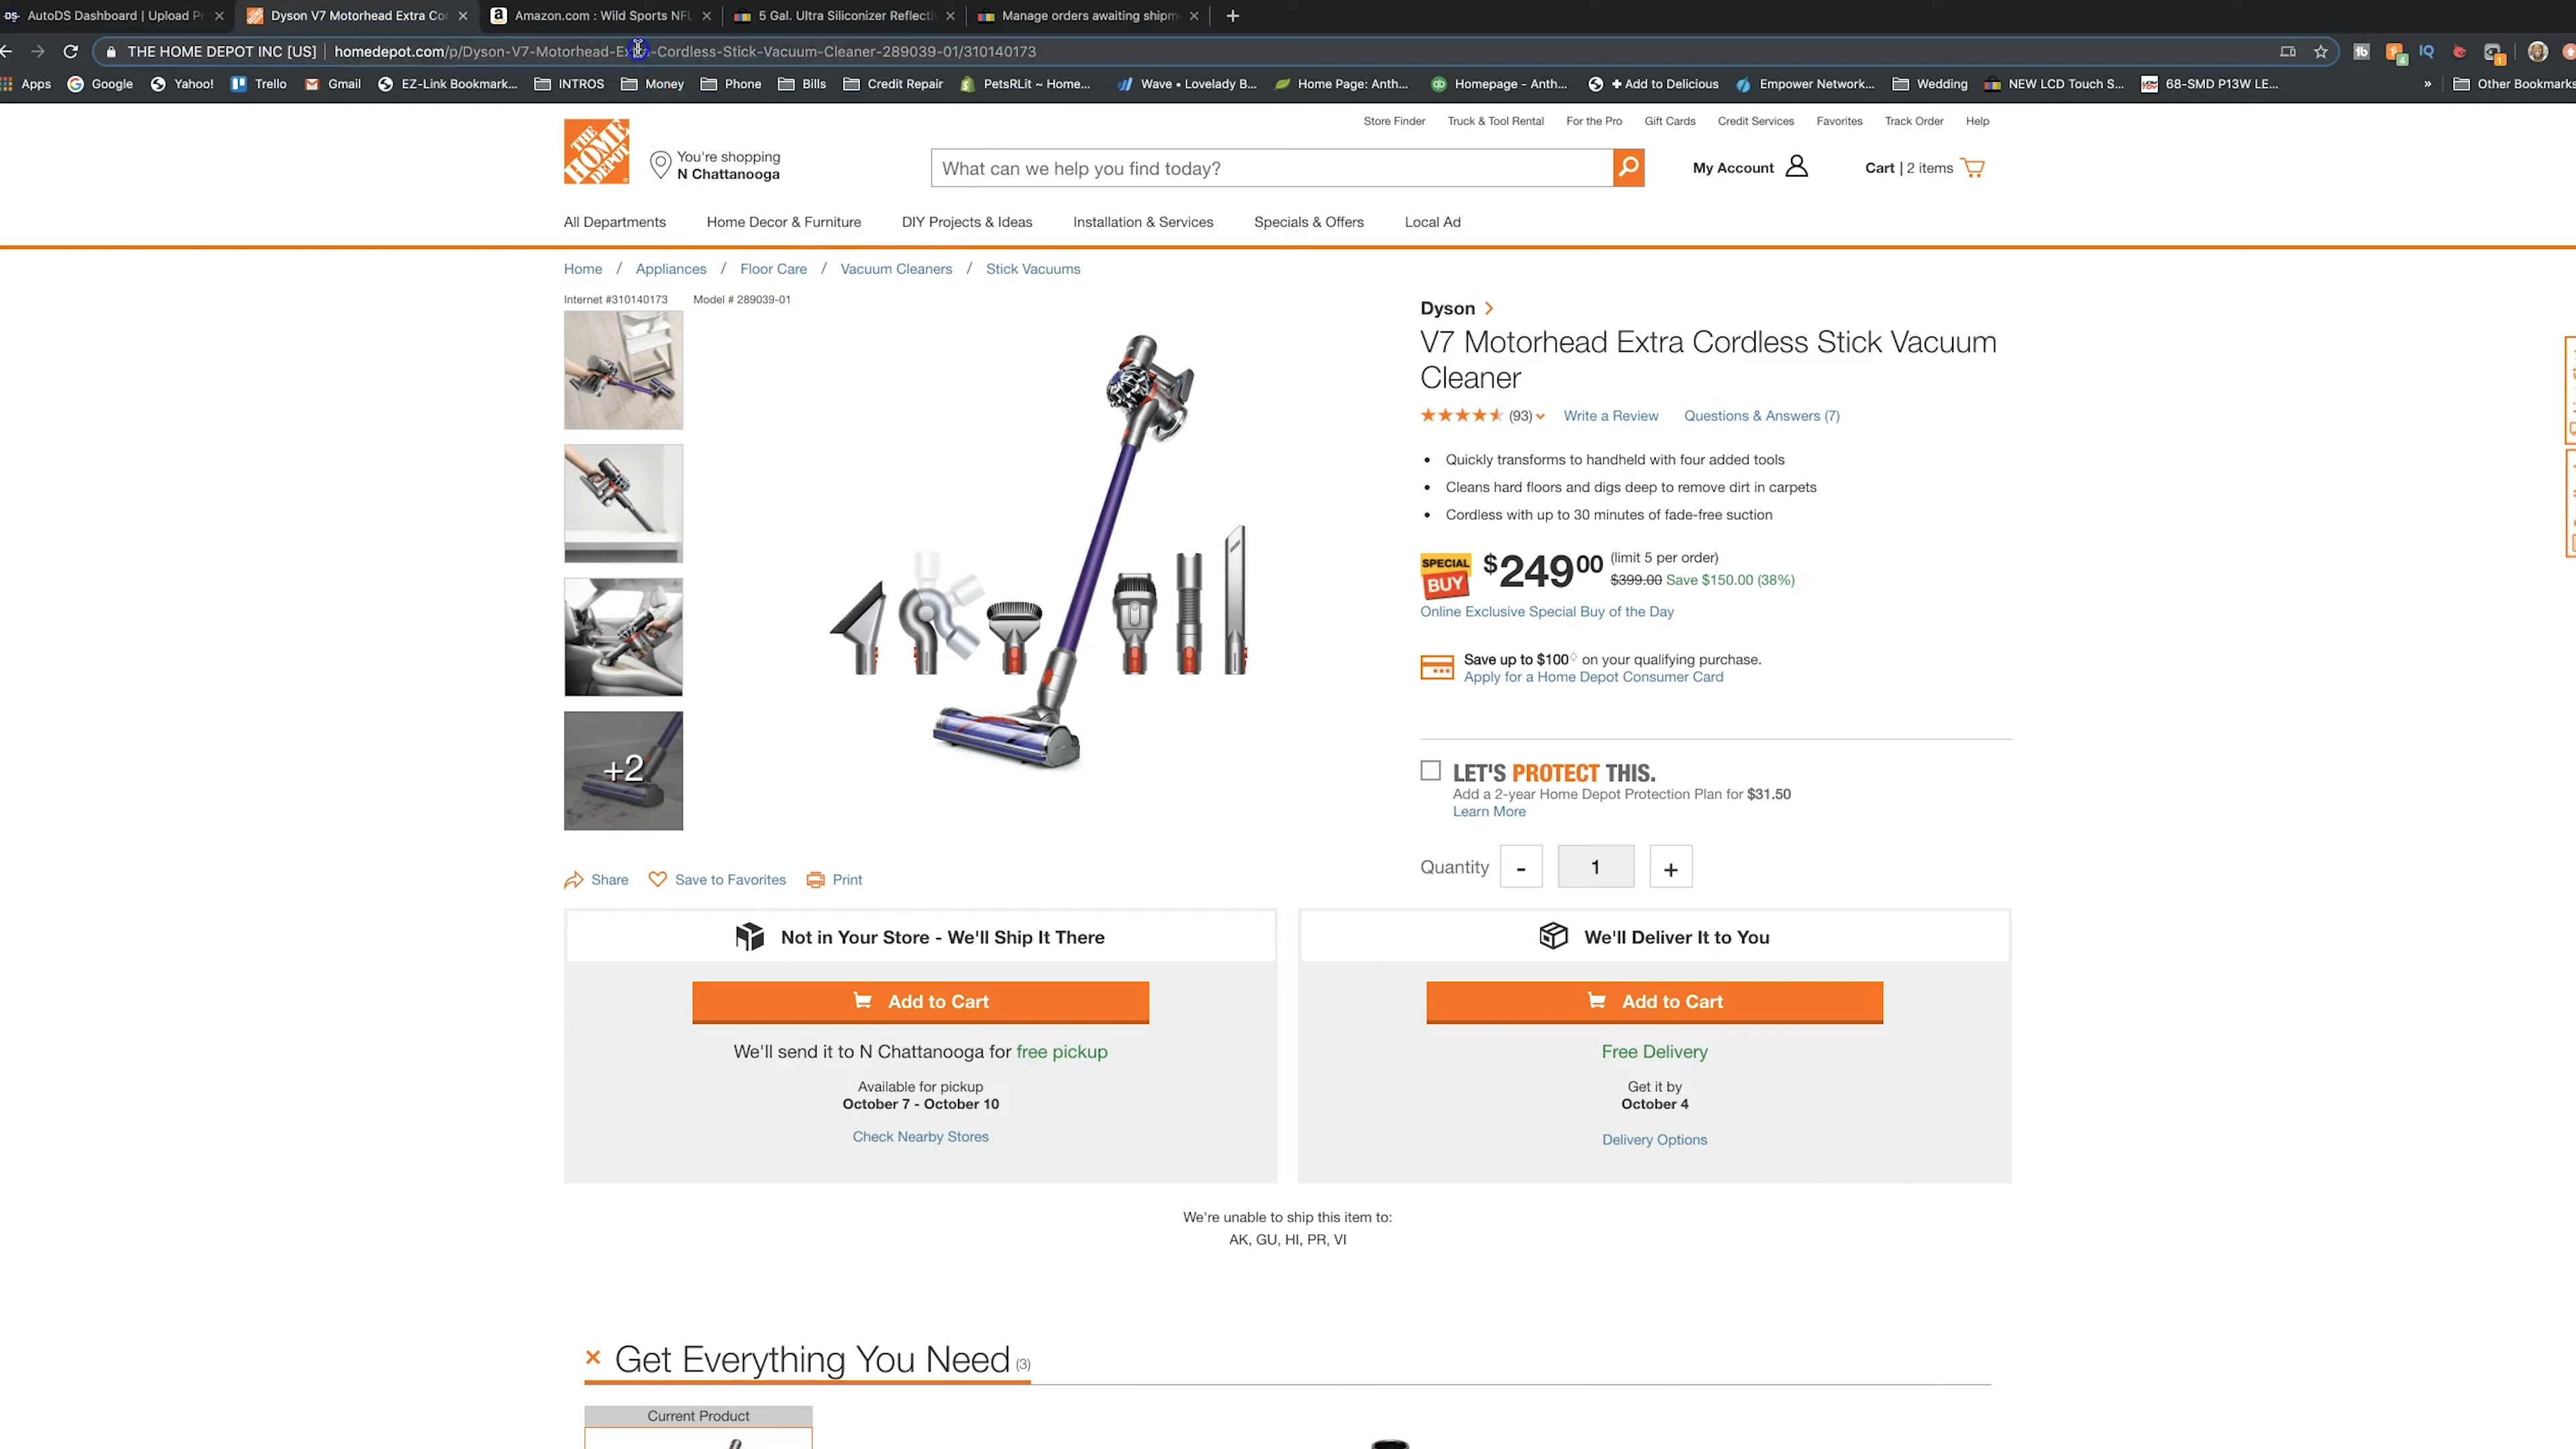 AutoDS Dashboard | Upload Pr
Dyson V7 Motorhead Extra Cor
Amazon.com : Wild Sports NFL
5 Gal. Ultra Siliconizer Reflecti
Manage orders awaiting shipm
THE HOME DEPOT INC [US] | homedepot.com/p/Dyson-V7-Motorhead-Extra-Cordless-Stick-Vacuum-Cleaner-289039-01/310140173
Apps Google Yahoo! Trello Gmail EZ-Link Bookmark... INTROS Money Phone Bills Credit Repair PetsRLit ~ Home... Wave • Lovelady B... Home Page: Anth... Homepage - Anth... + Add to Delicious Empower Network... Wedding NEW LCD Touch S... 68-SMD P13W LE... » Other Bookmarks
Store Finder Truck & Tool Rental For the Pro Gift Cards Credit Services Favorites Track Order Help
THE HOME DEPOT
You're shopping
N Chattanooga
What can we help you find today?
My Account
Cart | 2 items
All Departments Home Decor & Furniture DIY Projects & Ideas Installation & Services Specials & Offers Local Ad
Home / Appliances / Floor Care / Vacuum Cleaners / Stick Vacuums
Internet #310140173 Model # 289039-01
+2
Share Save to Favorites Print
Dyson
V7 Motorhead Extra Cordless Stick Vacuum
Cleaner
(93) Write a Review Questions & Answers (7)
• Quickly transforms to handheld with four added tools
• Cleans hard floors and digs deep to remove dirt in carpets
• Cordless with up to 30 minutes of fade-free suction
SPECIAL BUY
$249.00 (limit 5 per order)
$399.00 Save $150.00 (38%)
Online Exclusive Special Buy of the Day
Save up to $100◊ on your qualifying purchase.
Apply for a Home Depot Consumer Card
LET'S PROTECT THIS.
Add a 2-year Home Depot Protection Plan for $31.50
Learn More
Quantity - 1 +
Not in Your Store - We'll Ship It There
Add to Cart
We'll send it to N Chattanooga for free pickup
Available for pickup
October 7 - October 10
Check Nearby Stores
We'll Deliver It to You
Add to Cart
Free Delivery
Get it by
October 4
Delivery Options
We're unable to ship this item to:
AK, GU, HI, PR, VI
Get Everything You Need (3)
Current Product